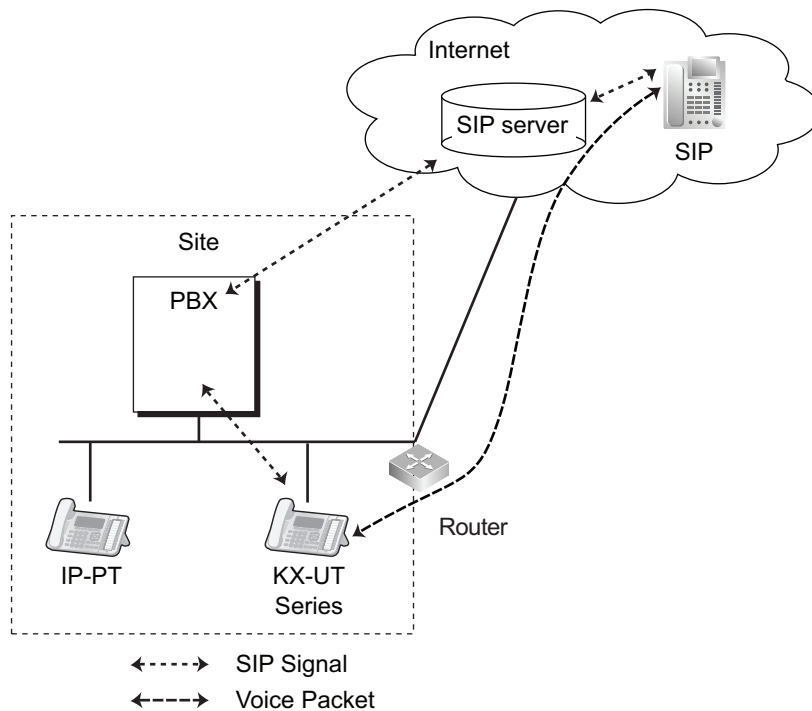 Internet
SIP server
SIP
Site
PBX
Router
IP-PT
KX-UT
Series
SIP Signal
Voice Packet